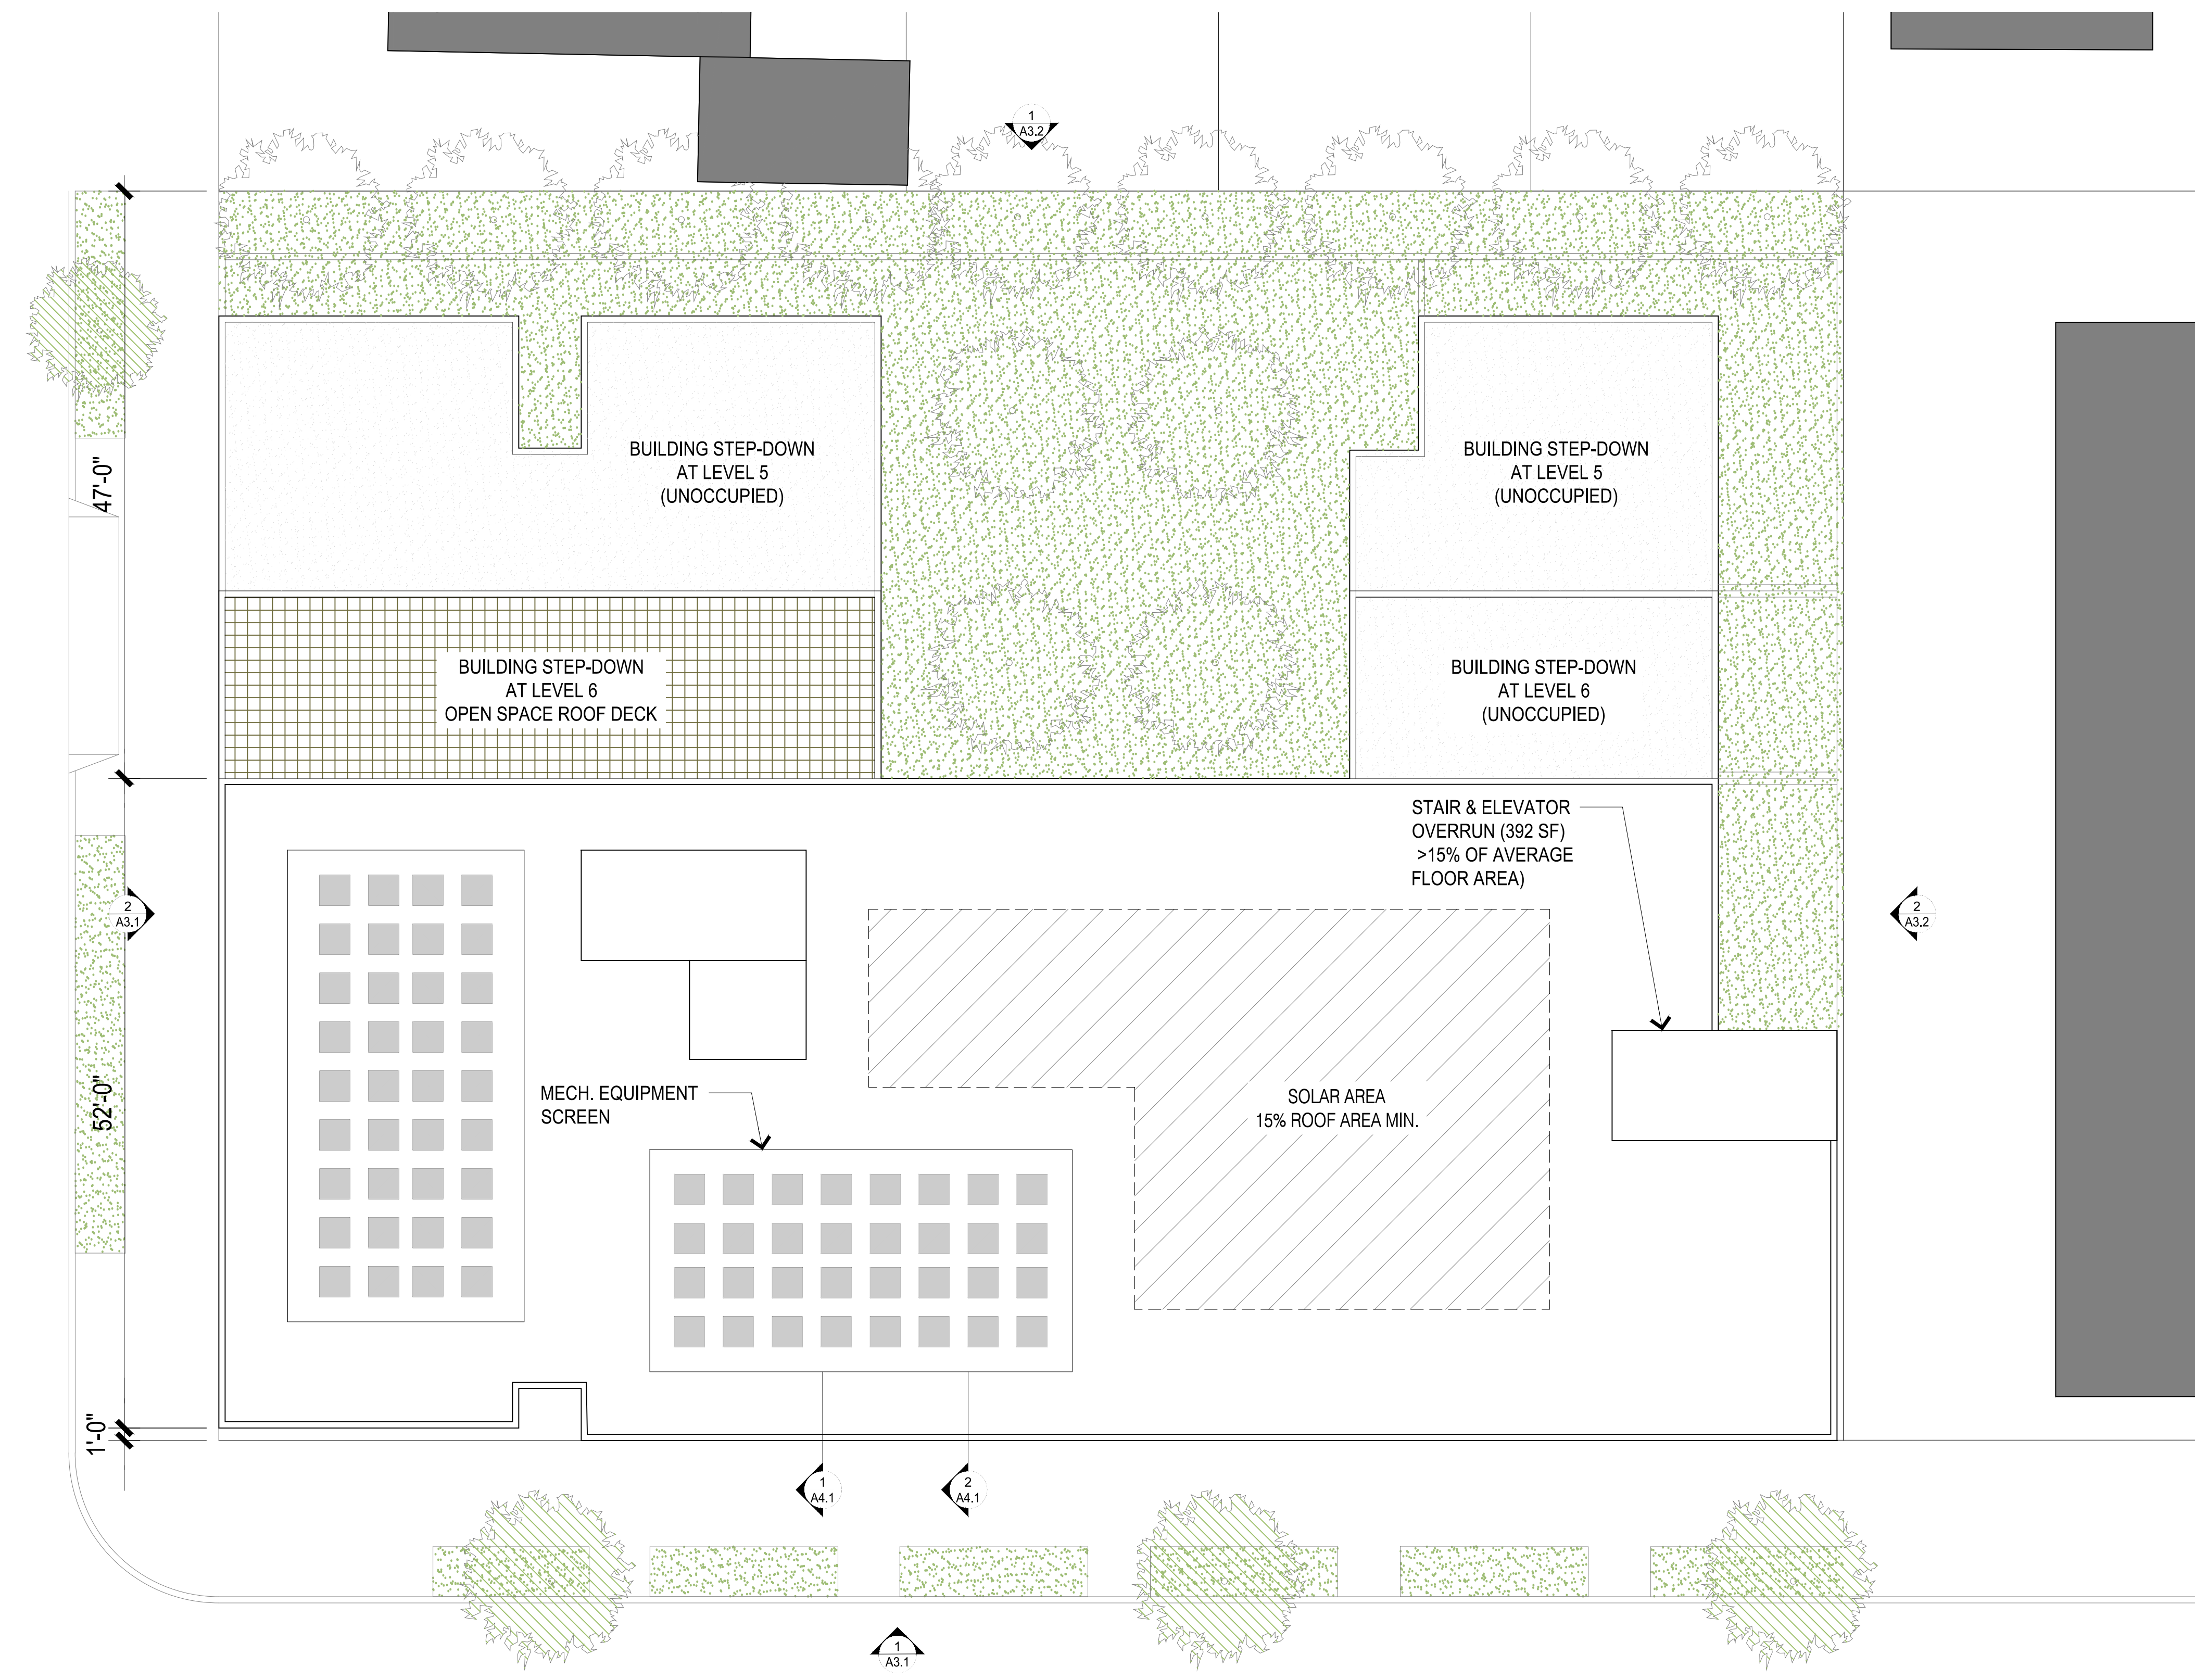 1
A3.2
47'-0"
BUILDING STEP-DOWN
AT LEVEL 5
(UNOCCUPIED)
BUILDING STEP-DOWN
AT LEVEL 5
(UNOCCUPIED)
BUILDING STEP-DOWN
AT LEVEL 6
OPEN SPACE ROOF DECK
BUILDING STEP-DOWN
AT LEVEL 6
(UNOCCUPIED)
STAIR & ELEVATOR
OVERRUN (392 SF)
>15% OF AVERAGE
FLOOR AREA)
2
A3.1
2
A3.2
52'-0"
MECH. EQUIPMENT
SCREEN
SOLAR AREA
15% ROOF AREA MIN.
1'-0"
1
A4.1
2
A4.1
1
A3.1